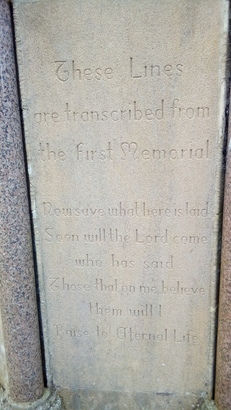 These Lines
are transcribed from
the first Memorial
Now save what here is laid
Soon will the Lord come
who has said
Those that on me believe
them will I
Raise to Eternal Life